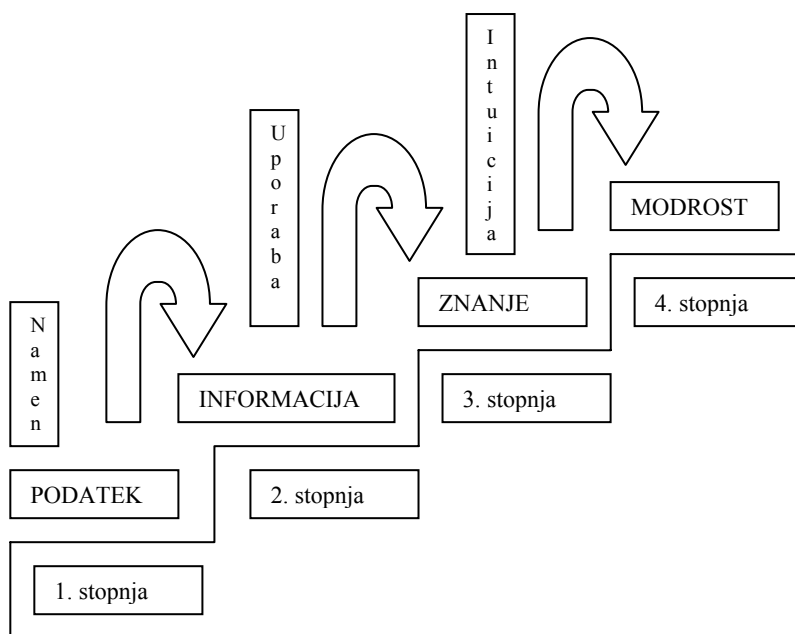 Intuicija
Uporaba
MODROST
Namen
ZNANJE
4. stopnja
INFORMACIJA
3. stopnja
PODATEK
2. stopnja
1. stopnja